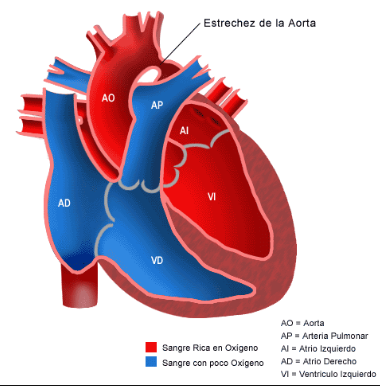 Estrechez de la Aorta
AO
AP
AI
VI
AD
VD
Sangre Rica en Oxígeno
Sangre con poco Oxígeno
AO = Aorta
AP = Arteria Pulmonar
AI = Atrio Izquierdo
AD = Atrio Derecho
VI = Ventriculo Izquierdo